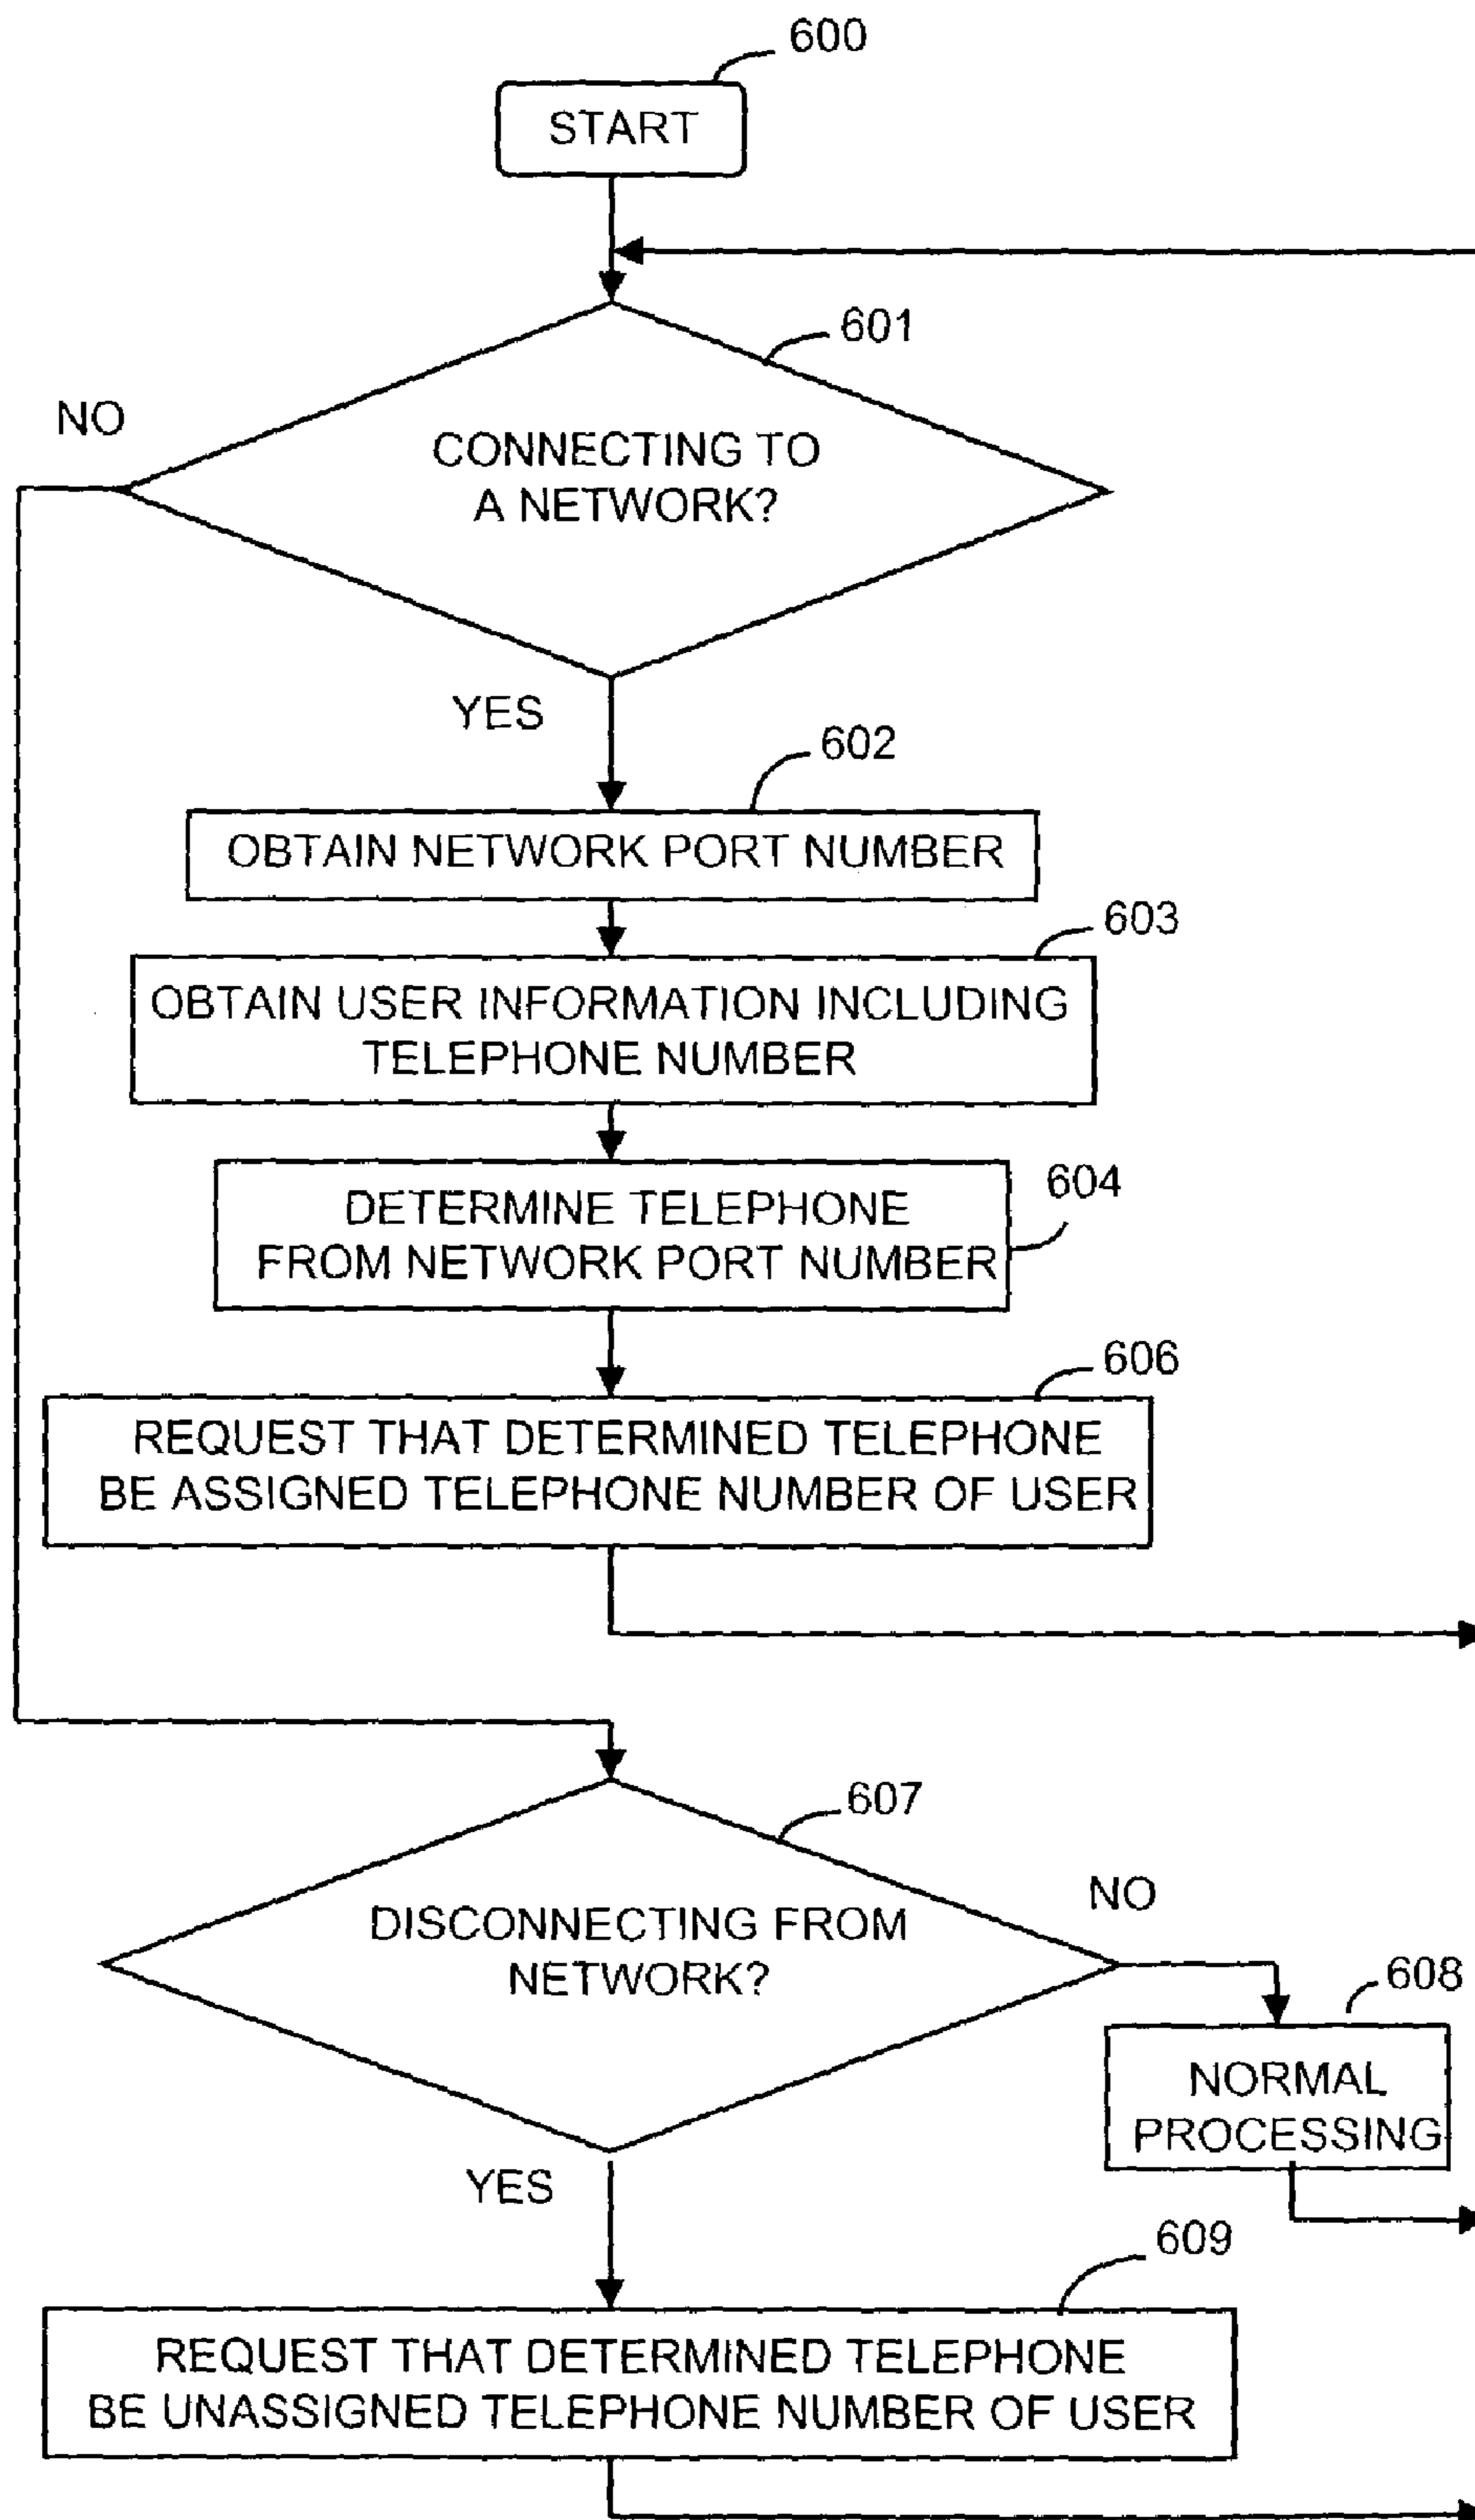 600
START
601
NO
CONNECTING TO
A NETWORK?
YES
602
OBTAIN NETWORK PORT NUMBER
603
OBTAIN USER INFORMATION INCLUDING
TELEPHONE NUMBER
604
DETERMINE TELEPHONE
FROM NETWORK PORT NUMBER
606
REQUEST THAT DETERMINED TELEPHONE
BE ASSIGNED TELEPHONE NUMBER OF USER
607
NO
DISCONNECTING FROM
NETWORK?
608
NORMAL
PROCESSING
YES
609
REQUEST THAT DETERMINED TELEPHONE
BE UNASSIGNED TELEPHONE NUMBER OF USER